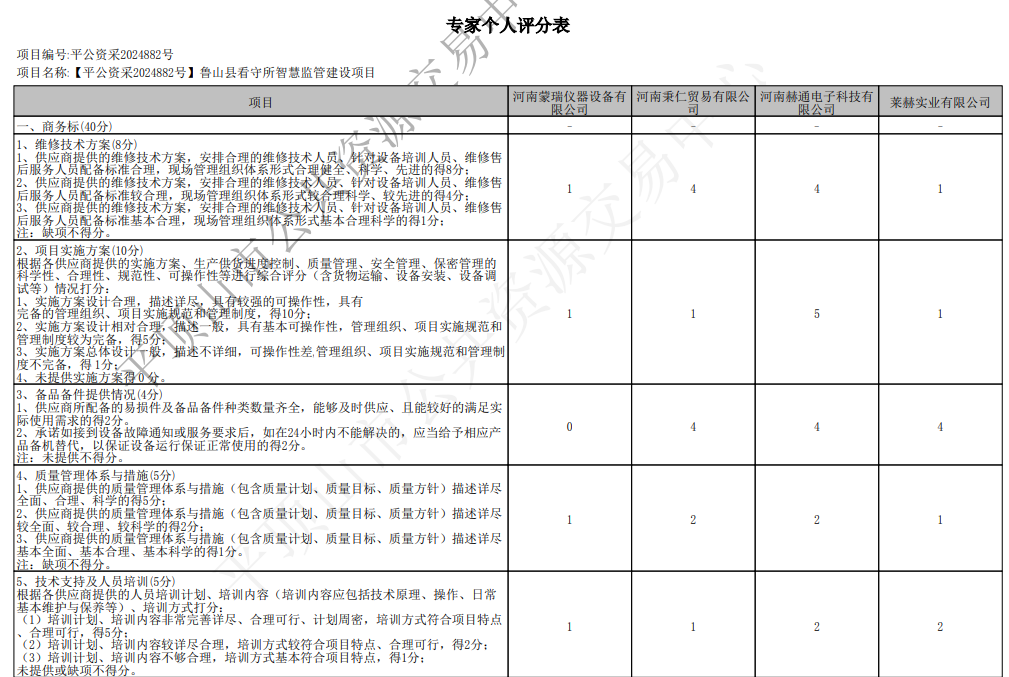 专家个人评分表
项目编号:平公资采2024882号
项目名称:【平公资采2024882号】鲁山县看守所智慧监管建设项目
项目
河南蒙瑞仪器设备有
限公司
河南秉仁贸易有限公
司
河南赫通电子科技有
限公司
莱赫实业有限公司
一、商务标(40分)
-
-
-
-
1、维修技术方案(8分)
1、供应商提供的维修技术方案，安排合理的维修技术人员、针对设备培训人员、维修售
后服务人员配备标准合理，现场管理组织体系形式合理健全、科学、先进的得8分；
2、供应商提供的维修技术方案，安排合理的维修技术人员、针对设备培训人员、维修售
后服务人员配备标准较合理，现场管理组织体系形式较合理科学、较先进的得4分；
3、供应商提供的维修技术方案，安排合理的维修技术人员、针对设备培训人员、维修售
后服务人员配备标准基本合理，现场管理组织体系形式基本合理科学的得1分；
注：缺项不得分。
1
4
4
1
2、项目实施方案(10分)
根据各供应商提供的实施方案、生产供货进度控制、质量管理、安全管理、保密管理的
科学性、合理性、规范性、可操作性等进行综合评分（含货物运输、设备安装、设备调
试等）情况打分：
1、实施方案设计合理，描述详尽，具有较强的可操作性，具有
完备的管理组织、项目实施规范和管理制度，得10分；
2、实施方案设计相对合理，描述一般，具有基本可操作性，管理组织、项目实施规范和
管理制度较为完备，得5分；
3、实施方案总体设计一般，描述不详细，可操作性差,管理组织、项目实施规范和管理制
度不完备，得 1分；
4、未提供实施方案得０分。
1
1
5
1
3、备品备件提供情况(4分)
1、供应商所配备的易损件及备品备件种类数量齐全，能够及时供应、且能较好的满足实
际使用需求的得2分。
2、承诺如接到设备故障通知或服务要求后，如在24小时内不能解决的，应当给予相应产
品备机替代，以保证设备运行保证正常使用的得2分。
注：未提供不得分。
0
4
4
4
4、质量管理体系与措施(5分)
1、供应商提供的质量管理体系与措施（包含质量计划、质量目标、质量方针）描述详尽
全面、合理、科学的得5分；
2、供应商提供的质量管理体系与措施（包含质量计划、质量目标、质量方针）描述详尽
较全面、较合理、较科学的得2分；
3、供应商提供的质量管理体系与措施（包含质量计划、质量目标、质量方针）描述详尽
基本全面、基本合理、基本科学的得1分。
注：缺项不得分。
1
2
2
1
5、技术支持及人员培训(5分)
根据各供应商提供的人员培训计划、培训内容（培训内容应包括技术原理、操作、日常
基本维护与保养等）、培训方式打分；
（1）培训计划、培训内容非常完善详尽、合理可行、计划周密，培训方式符合项目特点
、合理可行，得5分；
（2）培训计划、培训内容较详尽合理，培训方式较符合项目特点、合理可行，得2分；
（3）培训计划、培训内容不够合理，培训方式基本符合项目特点，得1分；
未提供或缺项不得分。
1
1
2
2
平顶山市公共资源交易中
平顶山市公共资源交易中心